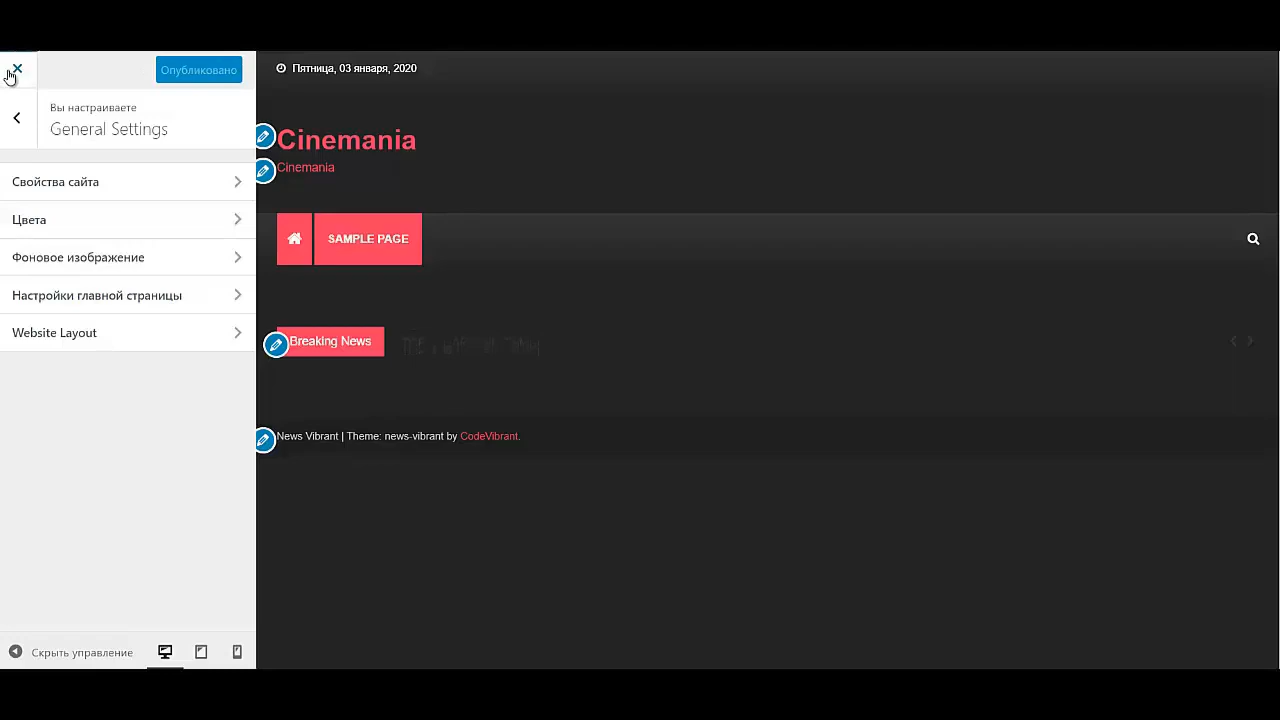 Опубликовано
Вы настраиваете
General Settings
Свойства сайта
Цвета
Фоновое изображение
Настройки главной страницы
Website Layout
Скрыть управление
Пятница, 03 января, 2020
Cinemania
Cinemania
SAMPLE PAGE
Breaking News
News Vibrant | Theme: news-vibrant by CodeVibrant.